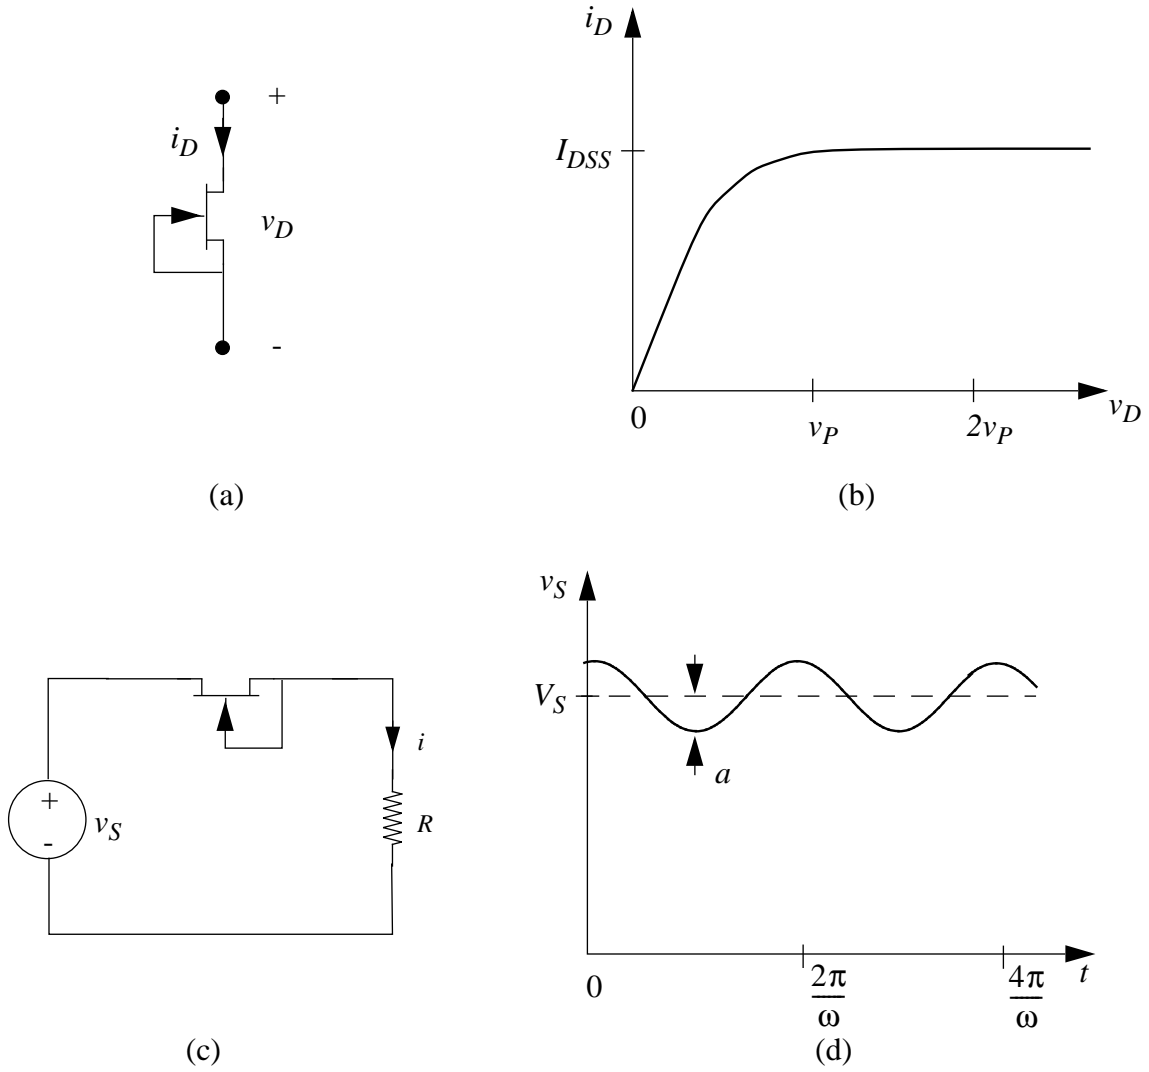 +
i_D
v_D
-
(a)
i_D
I_DSS
0
v_P
2v_P
v_D
(b)
+
v_S
-
i
R
(c)
v_S
V_S
a
0
2π
ω
4π
ω
t
(d)